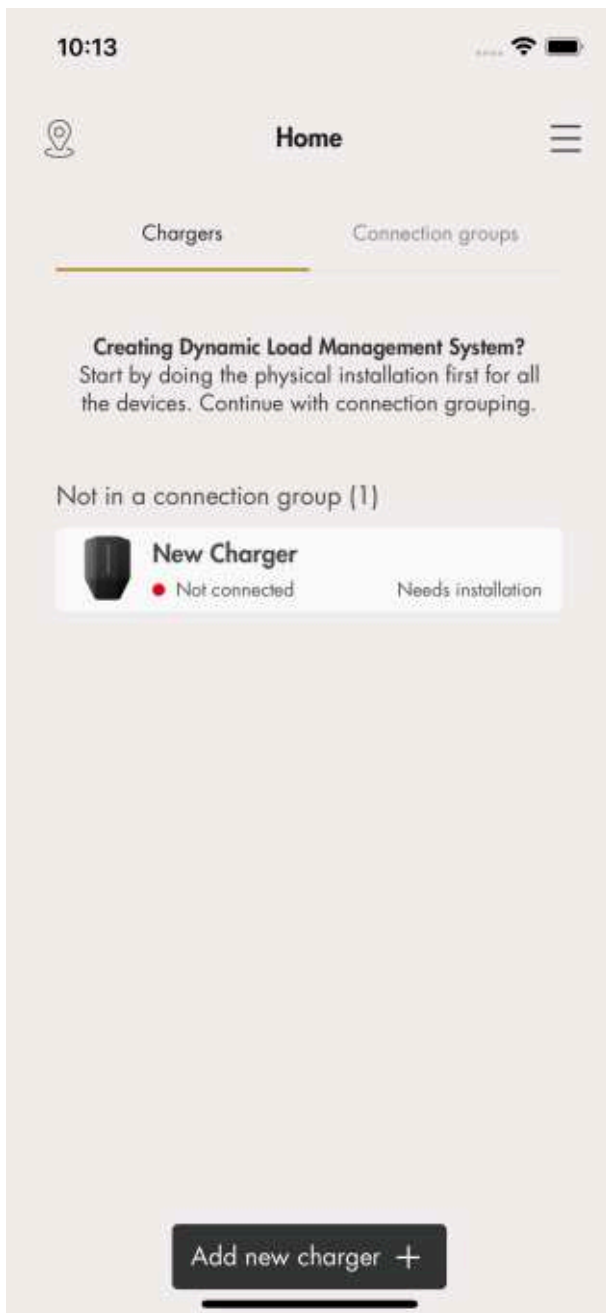 10:13
Home
Chargers
Connection groups
Creating Dynamic Load Management System?
Start by doing the physical installation first for all
the devices. Continue with connection grouping.
Not in a connection group (1)
New Charger
Not connected
Needs installation
Add new charger +